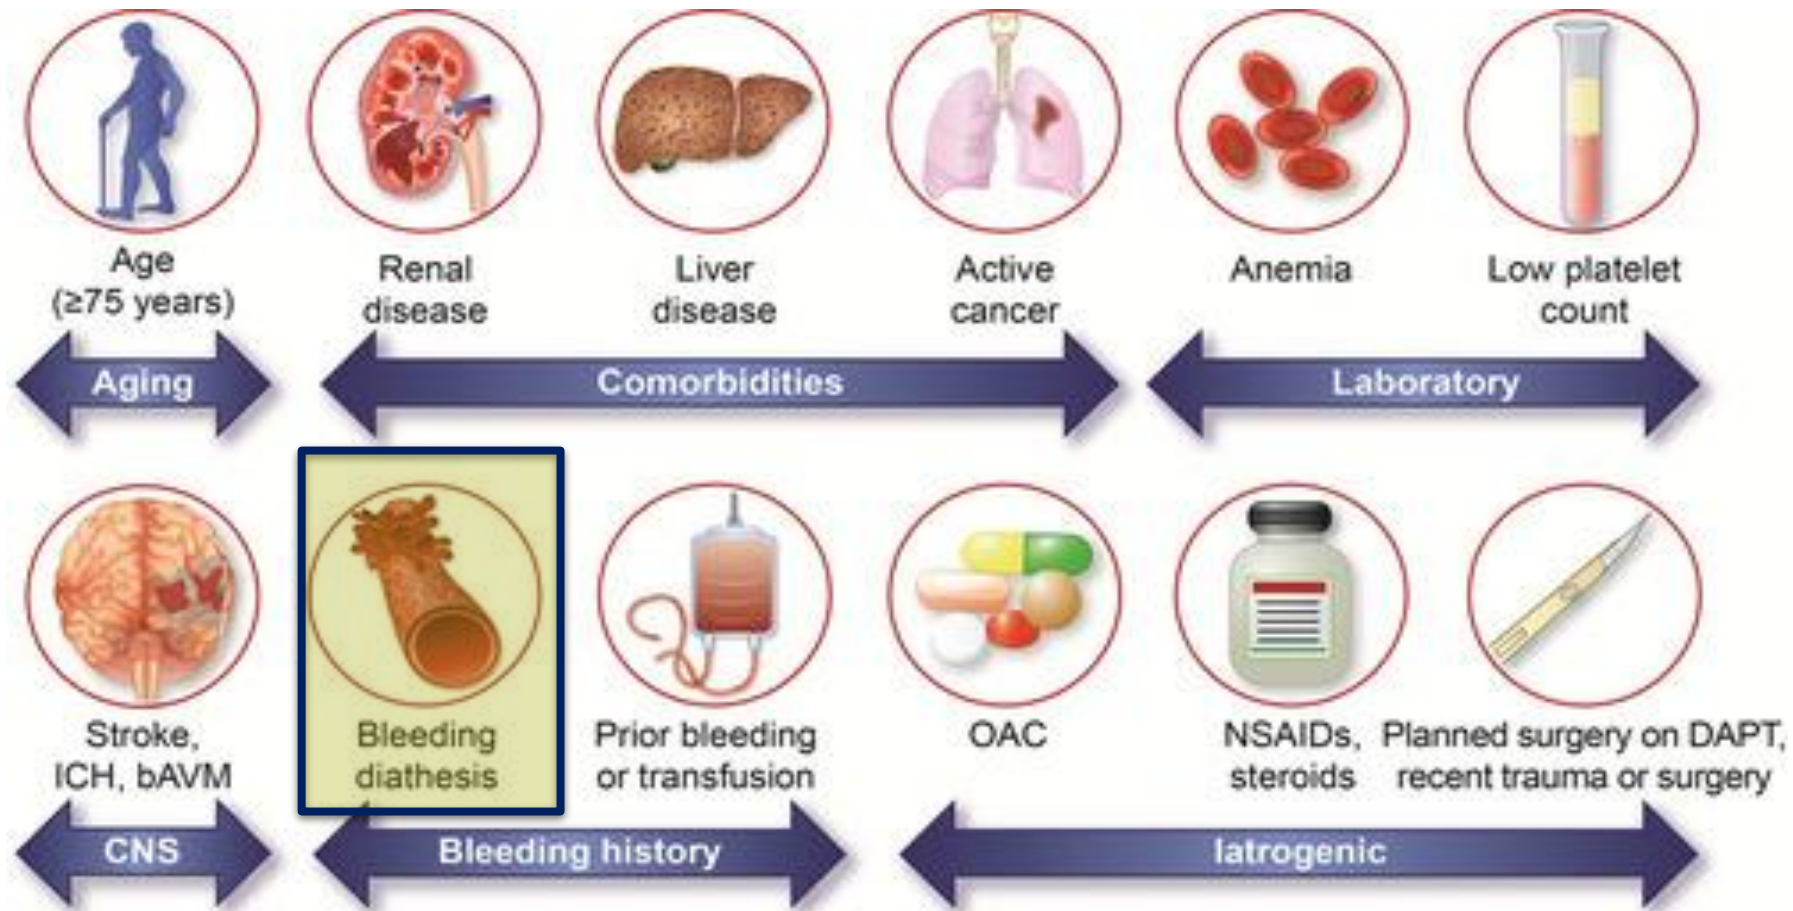 Age
(≥75 years)
Renal
disease
Liver
disease
Active
cancer
Anemia
Low platelet
count
Aging
Comorbidities
Laboratory
Stroke,
ICH, bAVM
Bleeding
diathesis
Prior bleeding
or transfusion
OAC
NSAIDs,
steroids
Planned surgery on DAPT,
recent trauma or surgery
CNS
Bleeding history
Iatrogenic